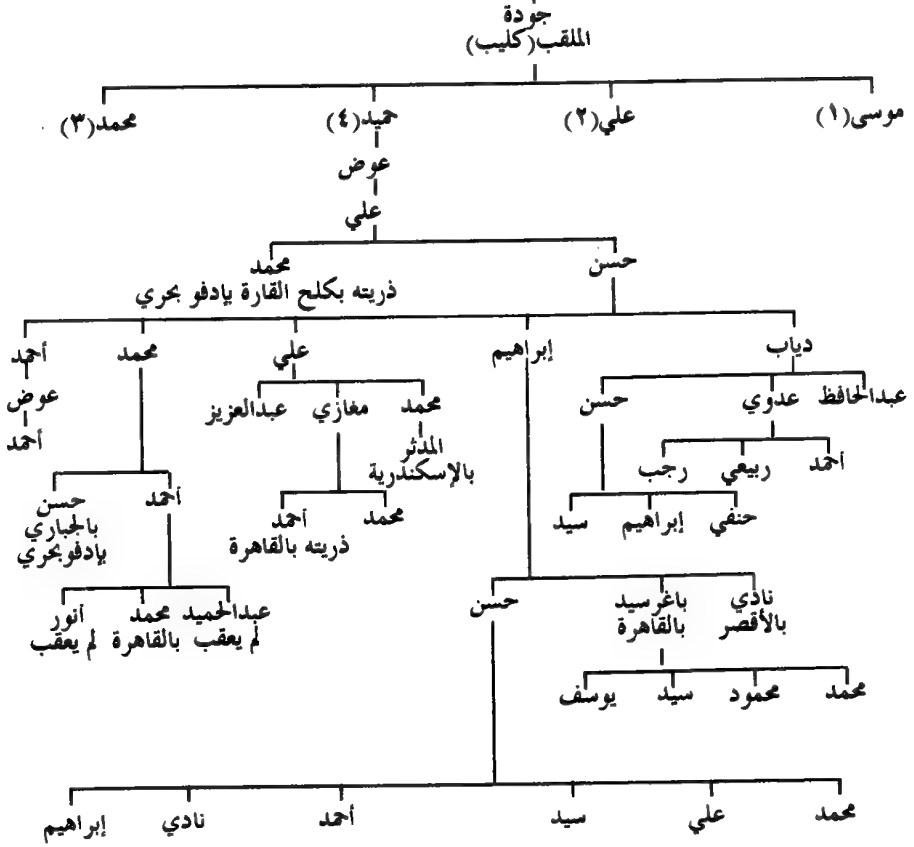 جودة
الملقب(كليب)
موسى(١) علي(٢) حميد(٤) محمد(٣)
عوض
علي
حسن محمد
ذريته بكلح القارة بإدفو بحري
دياب إبراهيم علي محمد أحمد
عبدالحافظ عدوي حسن محمد مغازي عبدالعزيز عوض
المدثر أحمد
بالإسكندرية
أحمد ربيعي رجب
حنفي إبراهيم سيد محمد أحمد أحمد حسن
ذريته بالقاهرة بالجباري
بإدفوبحري
نادي باغرسيد حسن عبدالحميد محمد أنور
بالأقصر بالقاهرة لم يعقب بالقاهرة لم يعقب
محمد محمود سيد يوسف
محمد علي سيد أحمد نادي إبراهيم